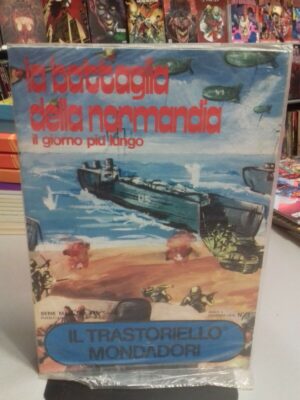 la battaglia
della normandia
il giorno più lungo
IL TRASTORIELLO®
MONDADORI